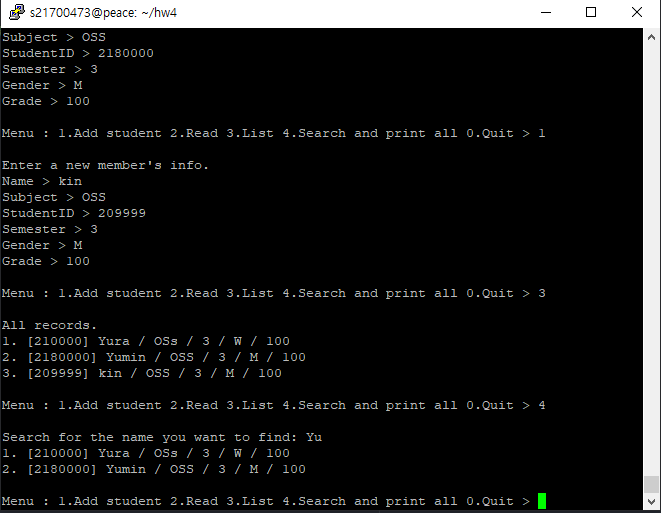 s21700473@peace: ~/hw4
Subject > OSS
StudentID > 2180000
Semester > 3
Gender > M
Grade > 100
Menu : 1.Add student 2.Read 3.List 4.Search and print all 0.Quit > 1
Enter a new member's info.
Name > kin
Subject > OSS
StudentID > 209999
Semester > 3
Gender > M
Grade > 100
Menu : 1.Add student 2.Read 3.List 4.Search and print all 0.Quit > 3
All records.
1. [210000] Yura / OSs / 3 / W / 100
2. [2180000] Yumin / OSS / 3 / M / 100
3. [209999] kin / OSS / 3 / M / 100
Menu : 1.Add student 2.Read 3.List 4.Search and print all 0.Quit > 4
Search for the name you want to find: Yu
1. [210000] Yura / OSs / 3 / W / 100
2. [2180000] Yumin / OSS / 3 / M / 100
Menu : 1.Add student 2.Read 3.List 4.Search and print all 0.Quit >